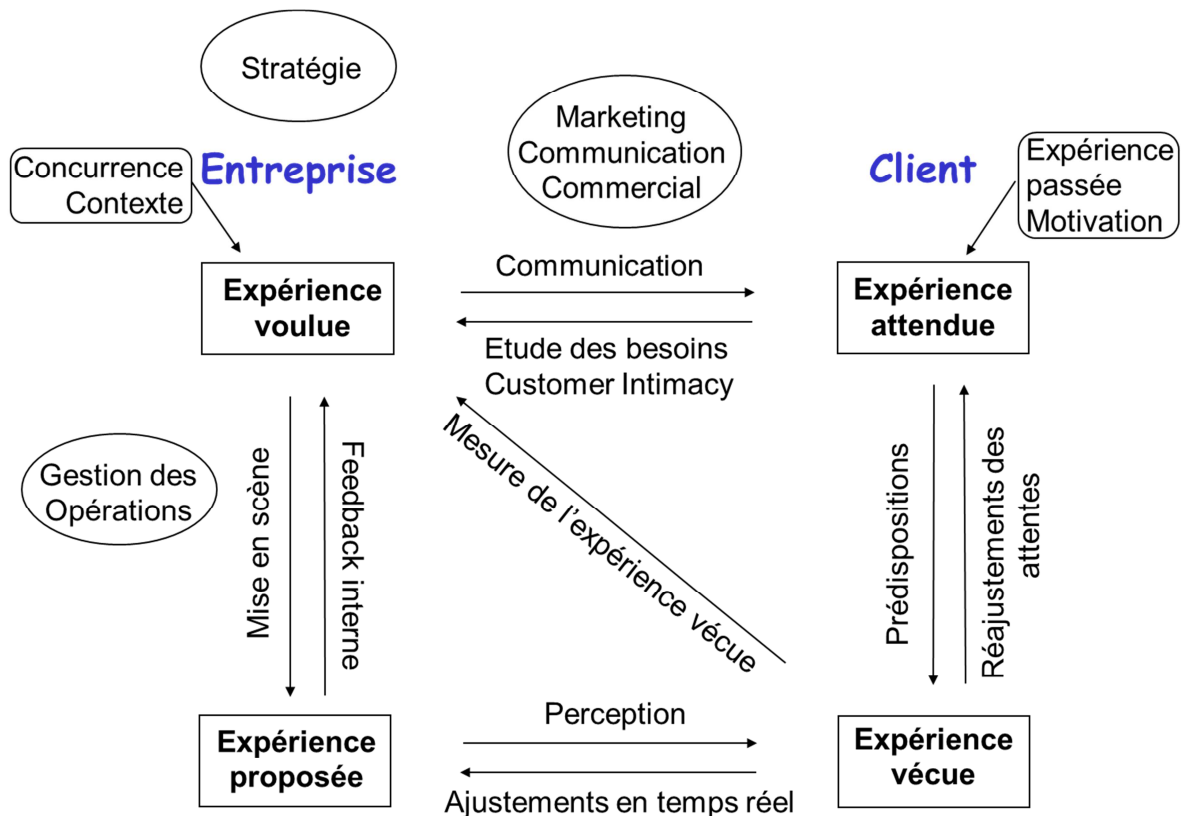 Stratégie
Marketing
Communication
Commercial
Concurrence
Contexte
Entreprise
Client
Expérience
passée
Motivation
Expérience
voulue
Communication
Expérience
attendue
Etude des besoins
Customer Intimacy
Gestion des
Opérations
Mise en scène
Feedback interne
Mesure de l'expérience vécue
Prédispositions
Réajustements des
attentes
Expérience
proposée
Perception
Expérience
vécue
Ajustements en temps réel